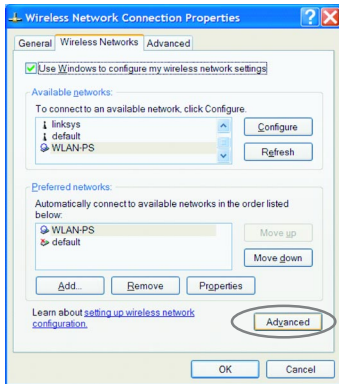 Wireless Network Connection Properties
General Wireless Networks Advanced
Use Windows to configure my wireless network settings
Available networks:
To connect to an available network, click Configure.
linksys
default
WLAN-PS
Configure
Refresh
Preferred networks:
Automatically connect to available networks in the order listed
below:
WLAN-PS
default
Move up
Move down
Add... Remove Properties
Learn about setting up wireless network
configuration.
Advanced
OK Cancel